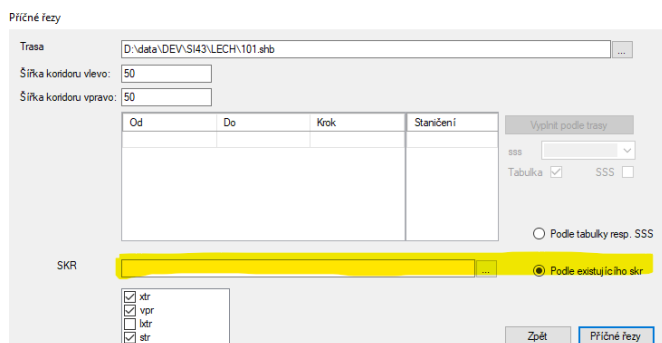 Příčné řezy
Trasa
D:\data\DEV\SI43\LECH\101.shb
...
Šířka koridoru vlevo: 50
Šířka koridoru vpravo: 50
Od Do Krok Staničení
Vyplnit podle trasy
sss
Tabulka SSS
Podle tabulky resp. SSS
SKR
...
Podle existujícího skr
xtr
vpr
lxtr
str
Zpět Příčné řezy